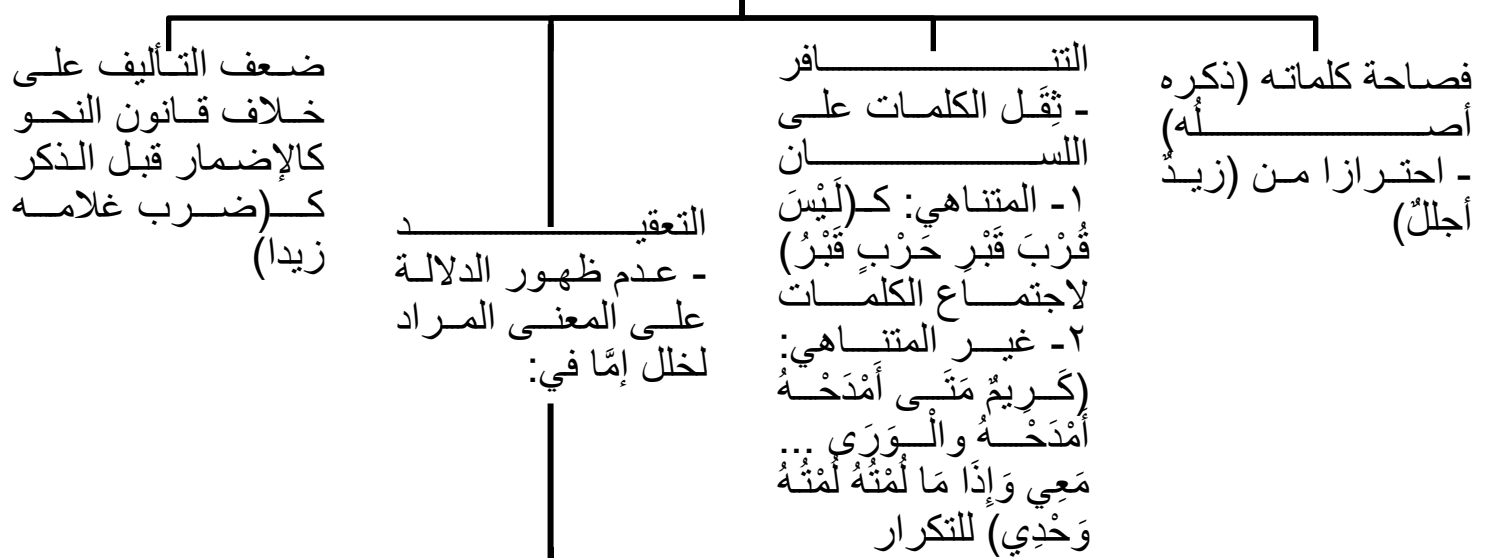 فصاحة كلماته (ذكره
أصلُه)
- احترازا من (زيدٌ
أجللٌ)
التنافر
- ثِقَل الكلمات على
اللسان
١- المتناهي: كـ(لَيْسَ
قُرْبَ قَبْرِ حَرْبٍ قَبْرُ)
لاجتماع الكلمات
٢- غير المتناهي:
(كَرِيمٌ مَتَى أَمْدَحْهُ
أَمْدَحْهُ والْوَرَى ...
مَعِي وَإِذَا مَا لُمْتُهُ لُمْتُهُ
وَحْدِي) للتكرار
التعقيد
- عدم ظهور الدلالة
على المعنى المراد
لخلل إمَّا في:
ضعف التأليف على
خلاف قانون النحو
كالإضمار قبل الذكر
كـ(ضرب غلامه
زيدا)